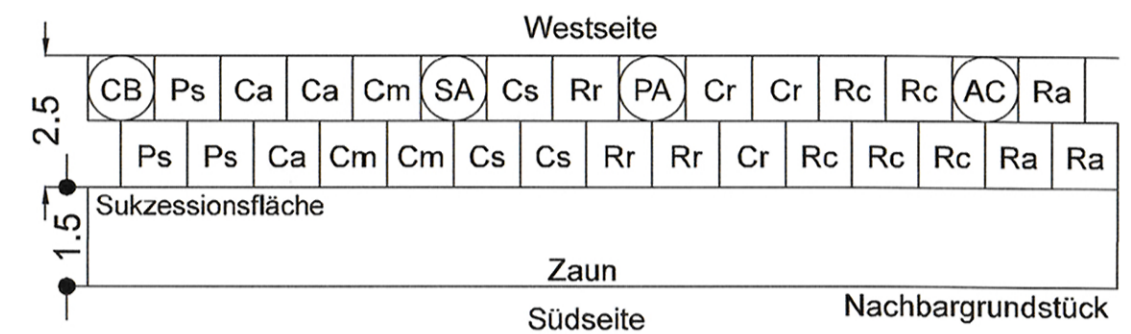 Westseite
CB Ps Ca Ca Cm SA Cs Rr PA Cr Cr Rc Rc AC Ra
2.5
Ps Ps Ca Cm Cm Cs Cs Rr Rr Cr Rc Rc Rc Ra Ra
Sukzessionsfläche
1.5
Zaun
Nachbargrundstück
Südseite